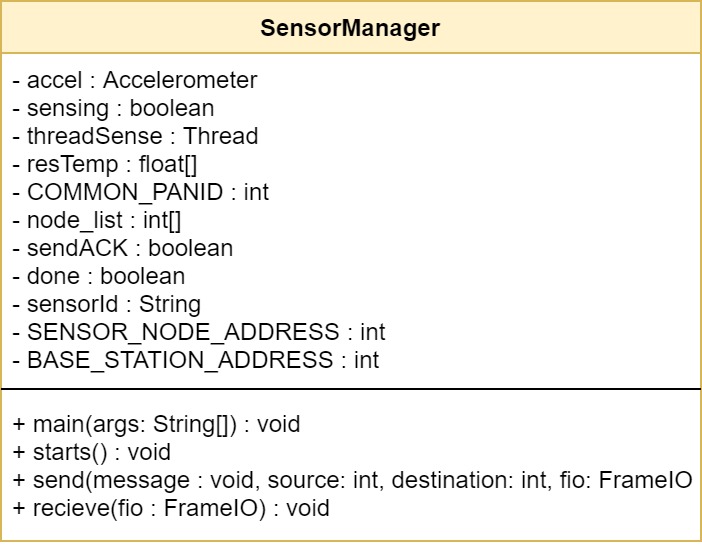 SensorManager
- accel : Accelerometer
- sensing : boolean
- threadSense : Thread
- resTemp : float[]
- COMMON_PANID : int
- node_list : int[]
- sendACK : boolean
- done : boolean
- sensorId : String
- SENSOR_NODE_ADDRESS : int
- BASE_STATION_ADDRESS : int
+ main(args: String[]) : void
+ starts() : void
+ send(message : void, source: int, destination: int, fio: FrameIO
+ recieve(fio : FrameIO) : void